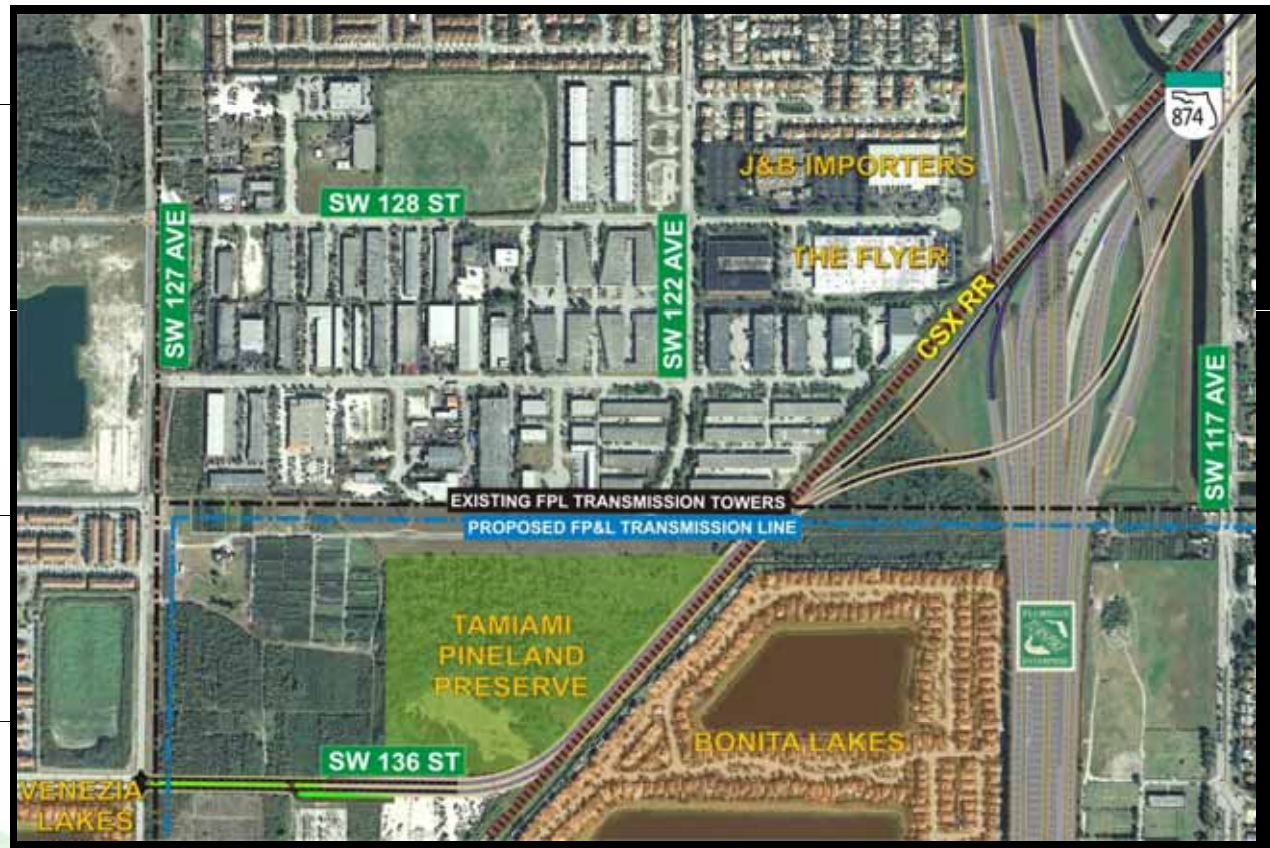 874
J&B IMPORTERS
SW 128 ST
SW 127 AVE
SW 122 AVE
THE FLYER
CSX RR
SW 117 AVE
EXISTING FPL TRANSMISSION TOWERS
PROPOSED FP&L TRANSMISSION LINE
TAMIAMI
PINELAND
PRESERVE
BONITA LAKES
SW 136 ST
VENEZIA
LAKES